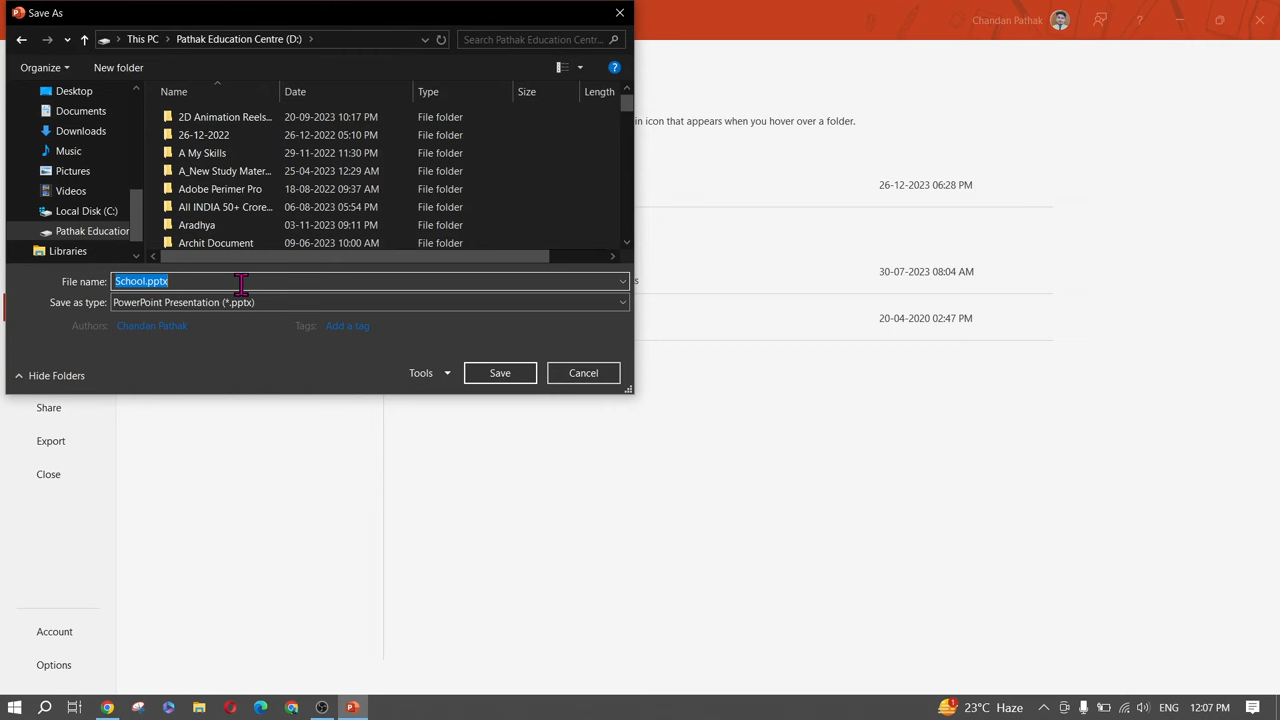 Save As
Chandan Pathak
?
This PC > Pathak Education Centre (D:) >
Search Pathak Education Centr...
Organize
New folder
?
Name Date Type Size Length
Desktop
Documents
Downloads
Music
Pictures
Videos
Local Disk (C:)
Pathak Education
Libraries
2D Animation Reels... 20-09-2023 10:17 PM File folder
26-12-2022 26-12-2022 05:10 PM File folder
A My Skills 29-11-2022 11:30 PM File folder
A_New Study Mater... 25-04-2023 12:29 AM File folder
Adobe Perimer Pro 18-08-2022 09:37 AM File folder
All INDIA 50+ Crore... 06-08-2023 05:54 PM File folder
Aradhya 03-11-2023 09:11 PM File folder
Archit Document 09-06-2023 10:00 AM File folder
in icon that appears when you hover over a folder.
26-12-2023 06:28 PM
30-07-2023 08:04 AM
s
20-04-2020 02:47 PM
File name: School.pptx
Save as type: PowerPoint Presentation (*.pptx)
Authors: Chandan Pathak Tags: Add a tag
Hide Folders
Tools Save Cancel
Share
Export
Close
Account
Options
1
23°C Haze
ENG
12:07 PM